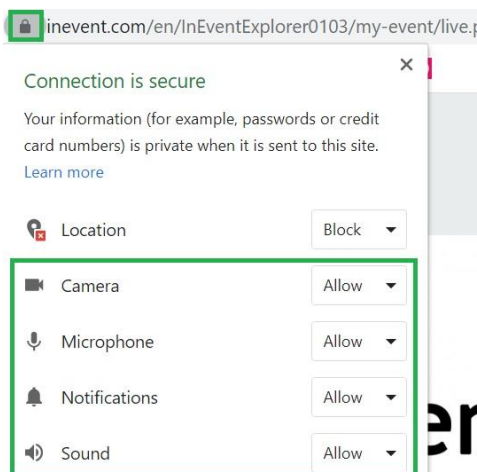 inevent.com/en/InEventExplorer0103/my-event/live.p
Connection is secure
Your information (for example, passwords or credit
card numbers) is private when it is sent to this site.
Learn more
Location Block
Camera Allow
Microphone Allow
Notifications Allow
Sound Allow
er